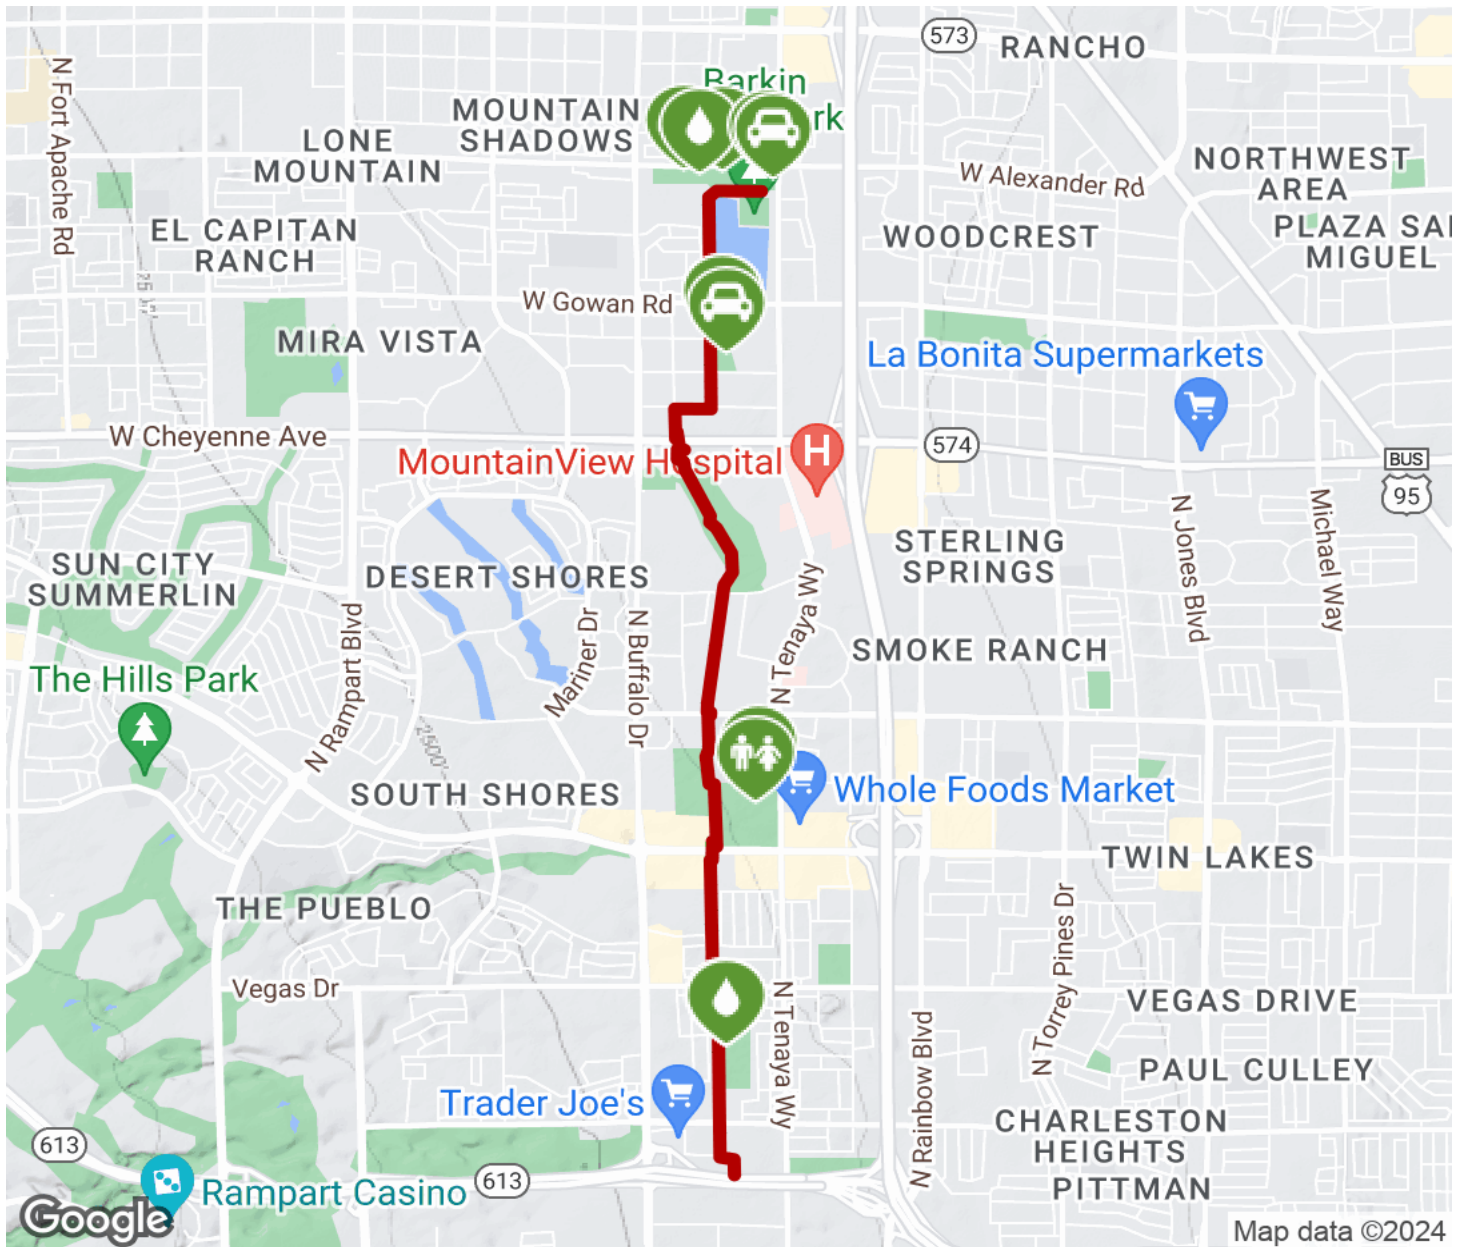 573
RANCHO
N Fort Apache Rd
Barkin
rk
MOUNTAIN
SHADOWS
LONE
MOUNTAIN
W Alexander Rd
NORTHWEST
AREA
EL CAPITAN
RANCH
WOODCREST
PLAZA SAI
MIGUEL
W Gowan Rd
MIRA VISTA
La Bonita Supermarkets
W Cheyenne Ave
574
MountainView Hospital
H
BUS
95
N Jones Blvd
Michael Way
STERLING
SPRINGS
SUN CITY
SUMMERLIN
DESERT SHORES
N Tenaya Wy
N Rampart Blvd
Mariner Dr
N Buffalo Dr
SMOKE RANCH
The Hills Park
2500'
SOUTH SHORES
Whole Foods Market
TWIN LAKES
THE PUEBLO
N Torrey Pines Dr
Vegas Dr
N Tenaya Wy
VEGAS DRIVE
N Rainbow Blvd
PAUL CULLEY
Trader Joe's
CHARLESTON
HEIGHTS
PITTMAN
613
613
Rampart Casino
Google
Map data ©2024